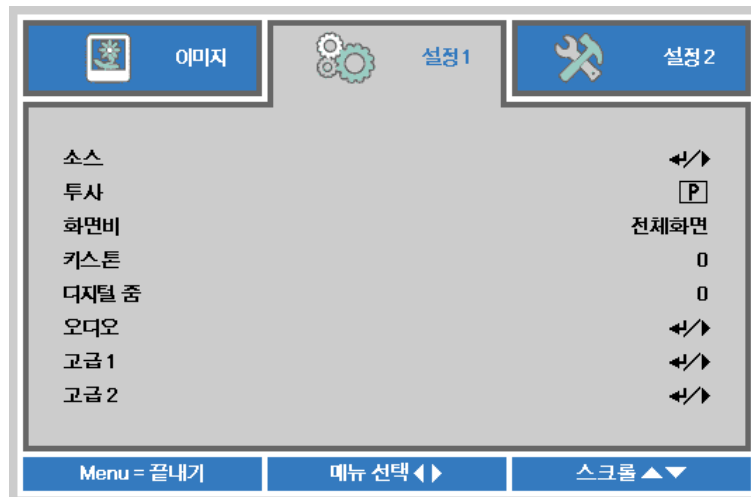 이미지 설정 1 설정 2
소스 ↵/▶
투사 P
화면비 전체화면
키스톤 0
디지털 줌 0
오디오 ↵/▶
고급 1 ↵/▶
고급 2 ↵/▶
Menu = 끝내기 메뉴 선택 ◀▶ 스크롤 ▲▼